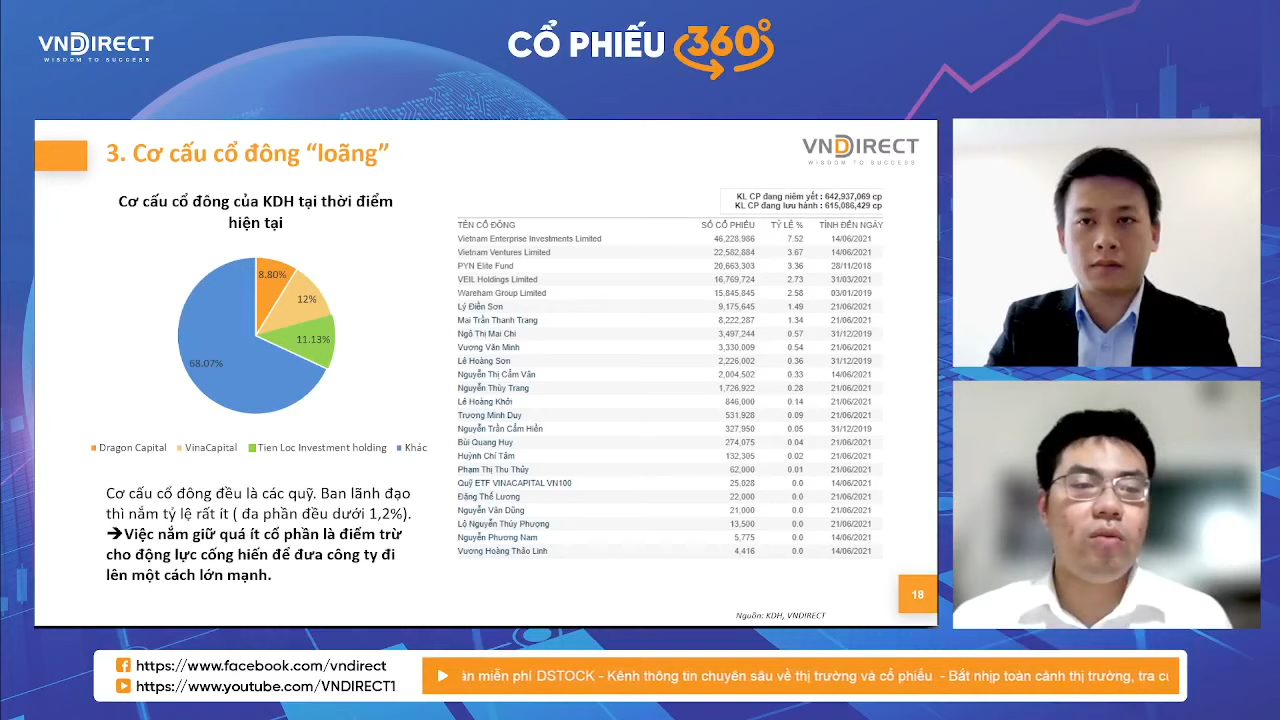 VNDIRECT
WISDOM TO SUCCESS
CỔ PHIẾU 360°
3. Cơ cấu cổ đông “loãng”
VNDIRECT
WISDOM TO SUCCESS
Cơ cấu cổ đông của KDH tại thời điểm
hiện tại
8.80%
12%
11.13%
68.07%
Dragon Capital VinaCapital Tien Loc Investment holding Khác
Cơ cấu cổ đông đều là các quỹ. Ban lãnh đạo
thì nắm tỷ lệ rất ít ( đa phần đều dưới 1,2%).
➔Việc nắm giữ quá ít cổ phần là điểm trừ
cho động lực cống hiến để đưa công ty đi
lên một cách lớn mạnh.
KL CP đang niêm yết : 642,937,069 cp
KL CP đang lưu hành : 615,086,429 cp
TÊN CỔ ĐÔNG SỐ CỔ PHIẾU TỶ LỆ % TÍNH ĐẾN NGÀY
Vietnam Enterprise Investments Limited 46,228,986 7.52 14/06/2021
Vietnam Ventures Limited 22,582,884 3.67 14/06/2021
PYN Elite Fund 20,663,303 3.36 28/11/2018
VEIL Holdings Limited 16,769,724 2.73 31/03/2021
Wareham Group Limited 15,845,845 2.58 03/01/2019
Lý Điền Sơn 9,175,645 1.49 21/06/2021
Mai Trần Thanh Trang 8,222,287 1.34 21/06/2021
Ngô Thị Mai Chi 3,497,244 0.57 31/12/2019
Vương Văn Minh 3,330,009 0.54 21/06/2021
Lê Hoàng Sơn 2,226,002 0.36 31/12/2019
Nguyễn Thị Cẩm Vân 2,004,502 0.33 14/06/2021
Nguyễn Thùy Trang 1,726,922 0.28 21/06/2021
Lê Hoàng Khởi 846,000 0.14 21/06/2021
Trương Minh Duy 531,928 0.09 21/06/2021
Nguyễn Trần Cẩm Hiền 327,950 0.05 31/12/2019
Bùi Quang Huy 274,075 0.04 21/06/2021
Huỳnh Chí Tâm 132,305 0.02 21/06/2021
Phạm Thị Thu Thủy 62,000 0.01 21/06/2021
Quỹ ETF VINACAPITAL VN100 25,028 0.0 14/06/2021
Đặng Thế Lương 22,000 0.0 21/06/2021
Nguyễn Văn Dũng 21,000 0.0 21/06/2021
Lộ Nguyễn Thúy Phượng 13,500 0.0 21/06/2021
Nguyễn Phương Nam 5,775 0.0 14/06/2021
Vương Hoàng Thảo Linh 4,416 0.0 14/06/2021
18
Nguồn: KDH, VNDIRECT
https://www.facebook.com/vndirect
https://www.youtube.com/VNDIRECT1
àn miễn phí DSTOCK - Kênh thông tin chuyên sâu về thị trường và cổ phiếu - Bắt nhịp toàn cảnh thị trường, tra cứ